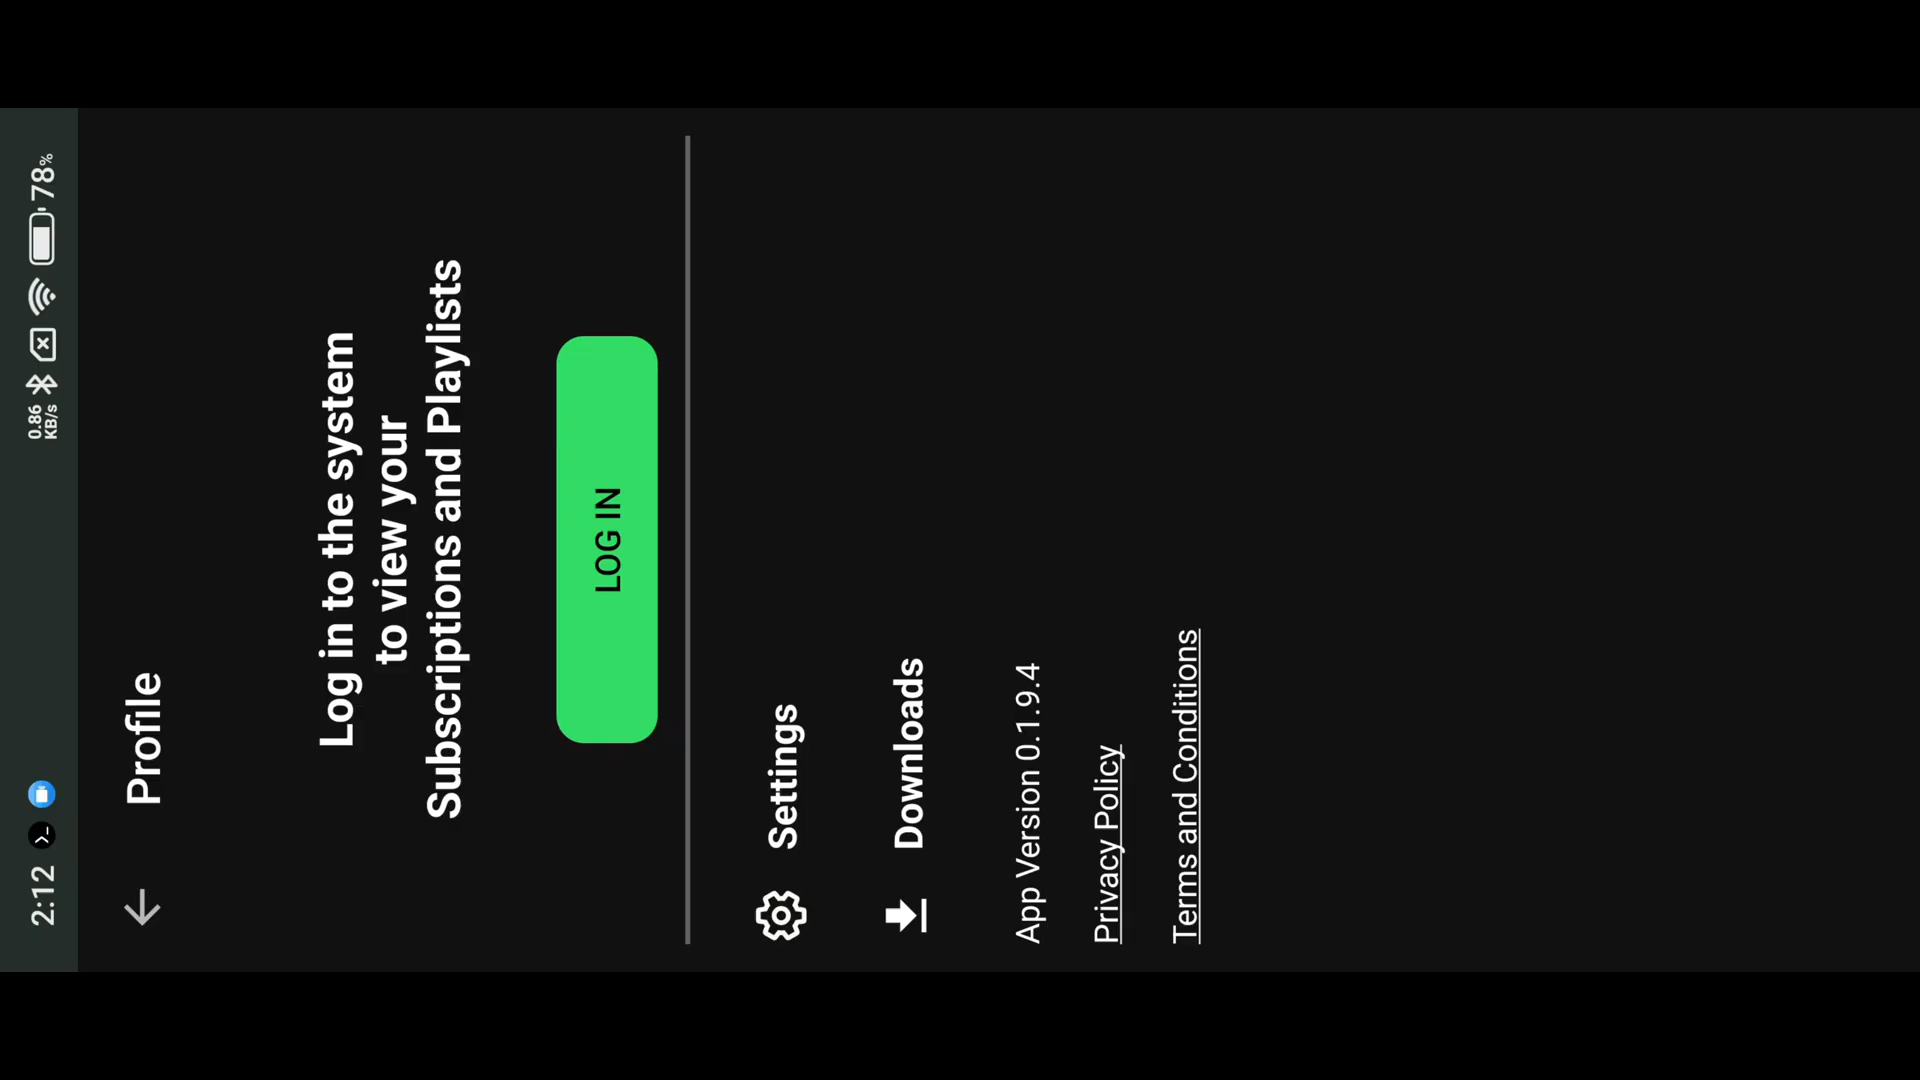 2:12
0.86
KB/s
78%
Profile
Log in to the system
to view your
Subscriptions and Playlists
LOG IN
Settings
Downloads
App Version 0.1.9.4
Privacy Policy
Terms and Conditions